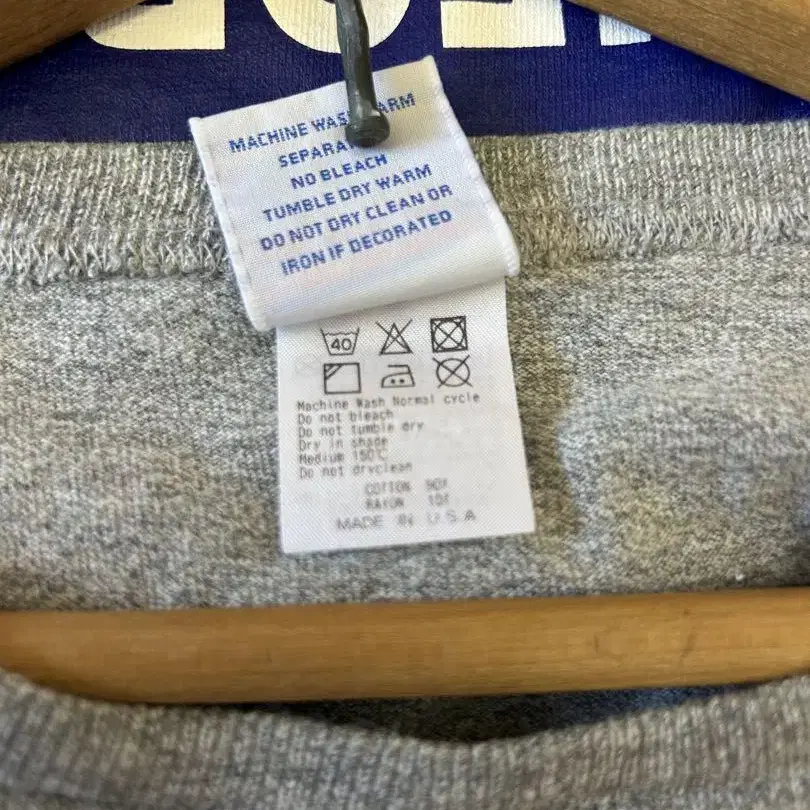 MACHINE WASH WARM
SEPARATE
NO BLEACH
TUMBLE DRY WARM
DO NOT DRY CLEAN OR
IRON IF DECORATED
40
Machine Wash Normal cycle
Do not bleach
Do not tumble dry
Dry in shade
Medium 150℃
Do not dryclean
COTTON 90%
RAYON 10%
MADE IN U.S.A